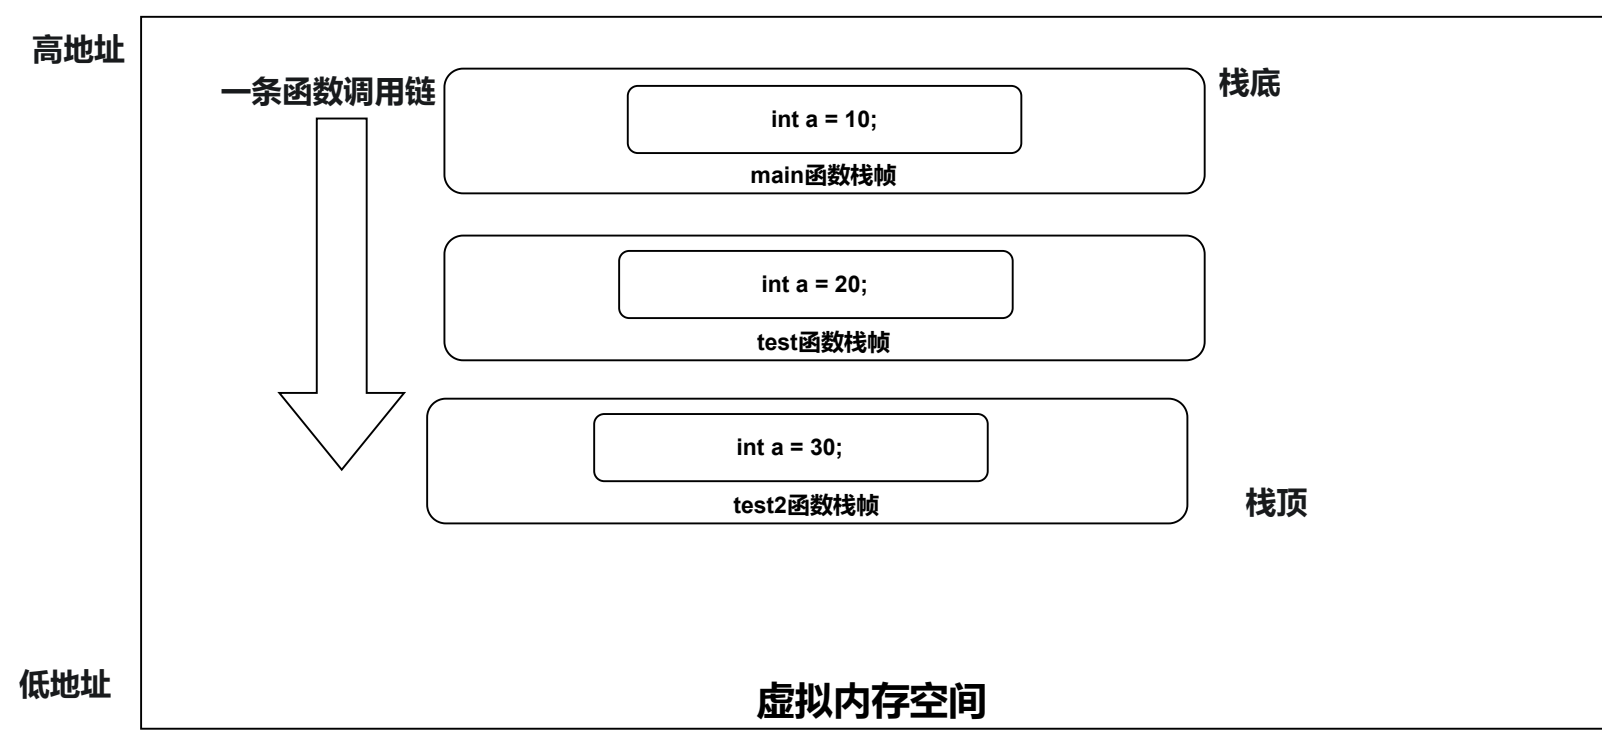 高地址
一条函数调用链
栈底
int a = 10;
main函数栈帧
int a = 20;
test函数栈帧
int a = 30;
test2函数栈帧
栈顶
低地址
虚拟内存空间